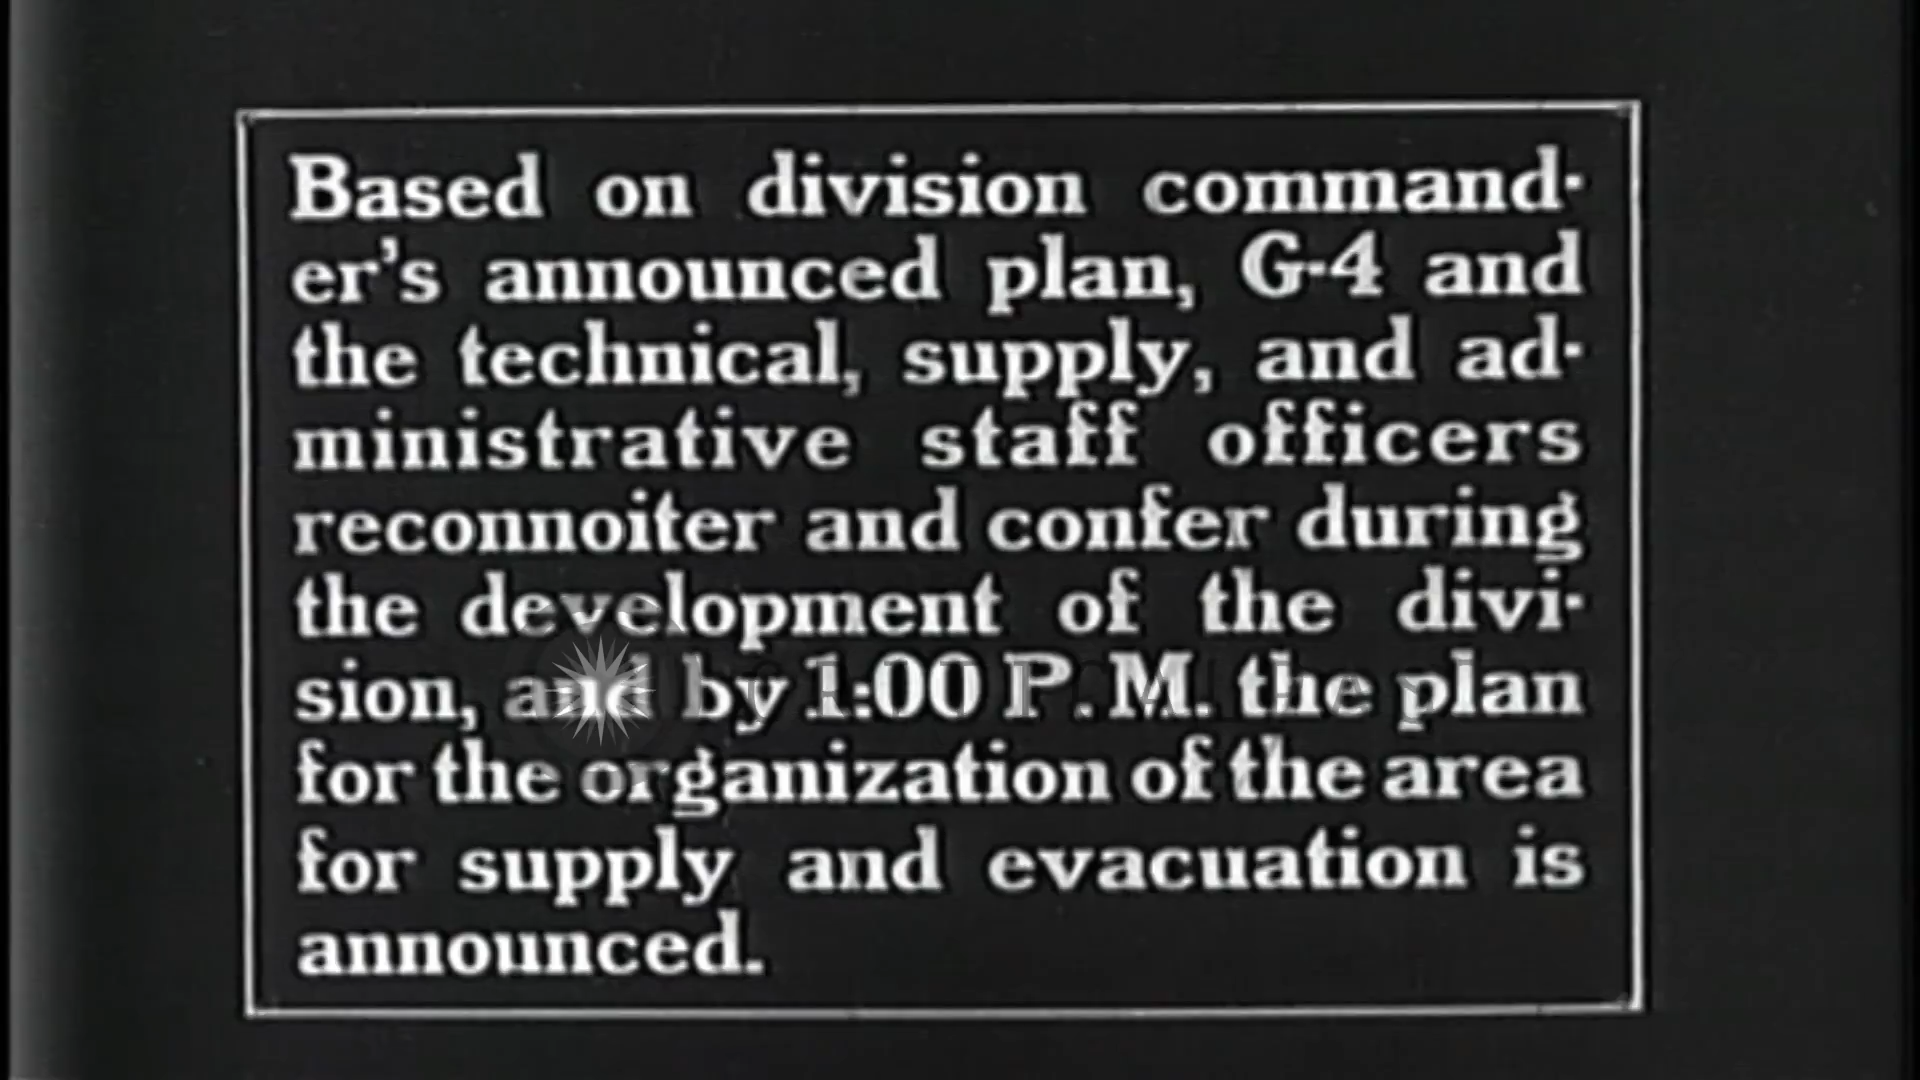 Based on division command-
er's announced plan, G-4 and
the technical, supply, and ad-
ministrative staff officers
reconnoiter and confer during
the development of the divi-
sion, and by 1:00 P.M. the plan
for the organization of the area
for supply and evacuation is
announced.
CRITICALPAST